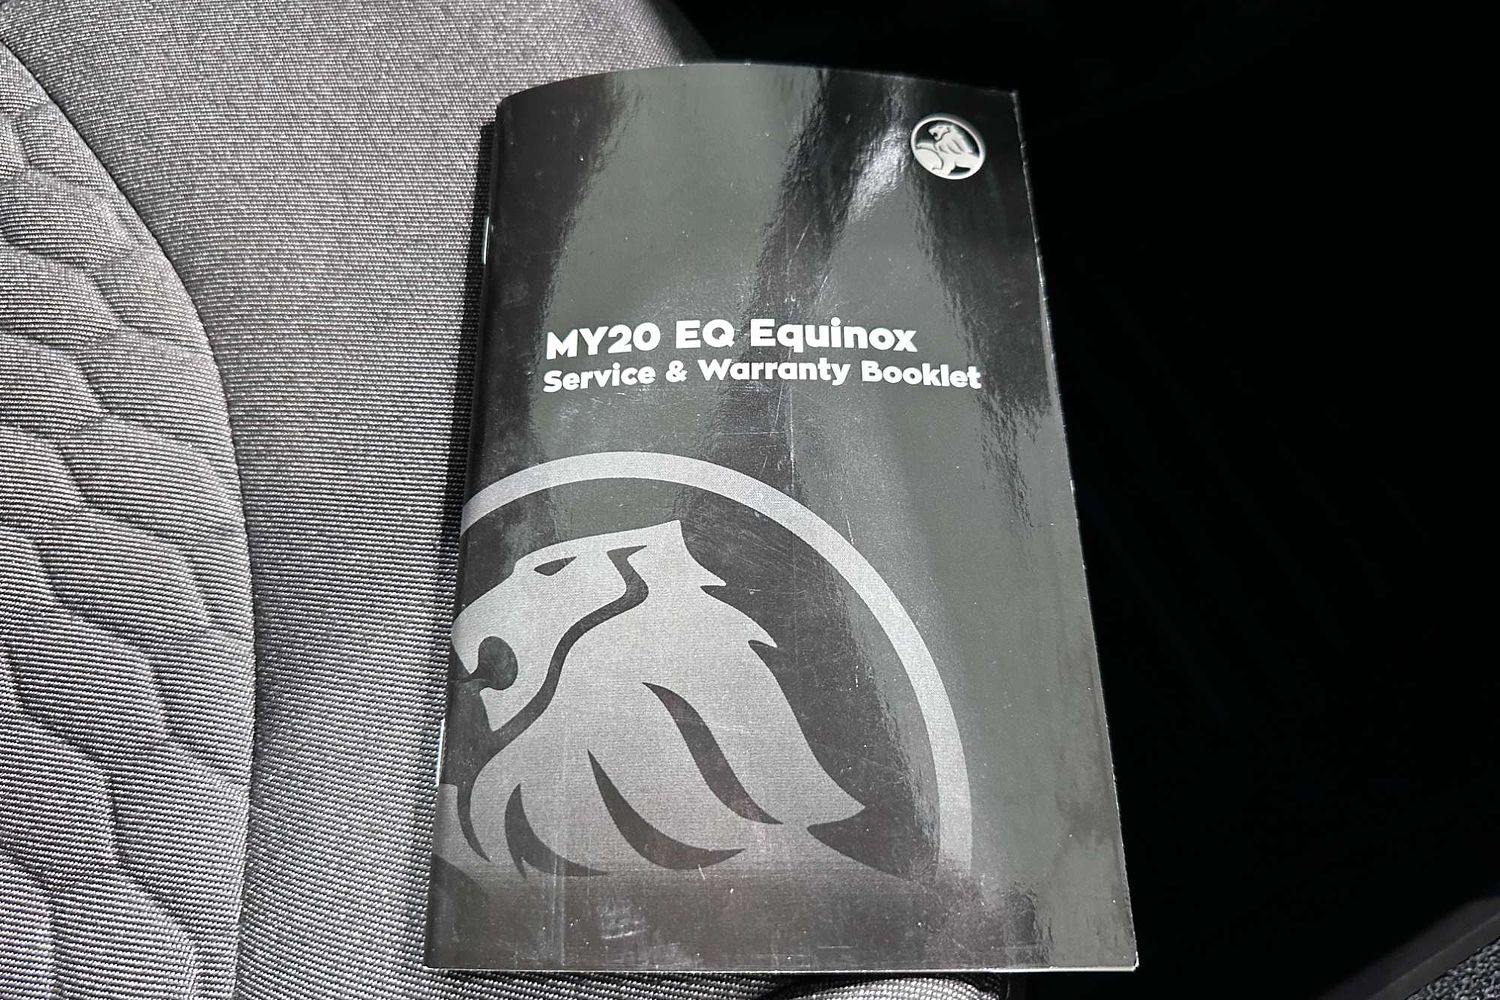 MY20 EQ Equinox
Service & Warranty Booklet